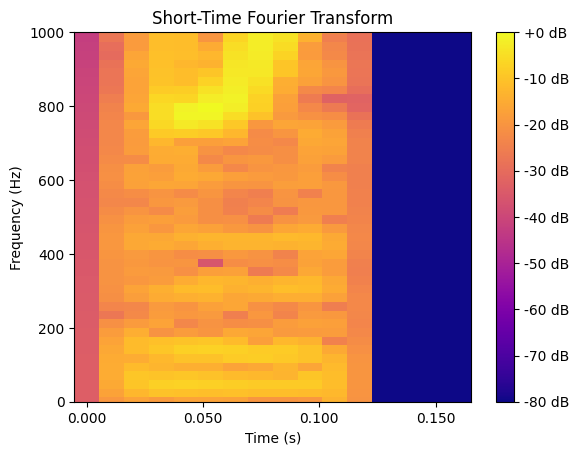 Short-Time Fourier Transform
1000
800
600
400
200
0
Frequency (Hz)
0.000
0.050
0.100
0.150
Time (s)
+0 dB
-10 dB
-20 dB
-30 dB
-40 dB
-50 dB
-60 dB
-70 dB
-80 dB